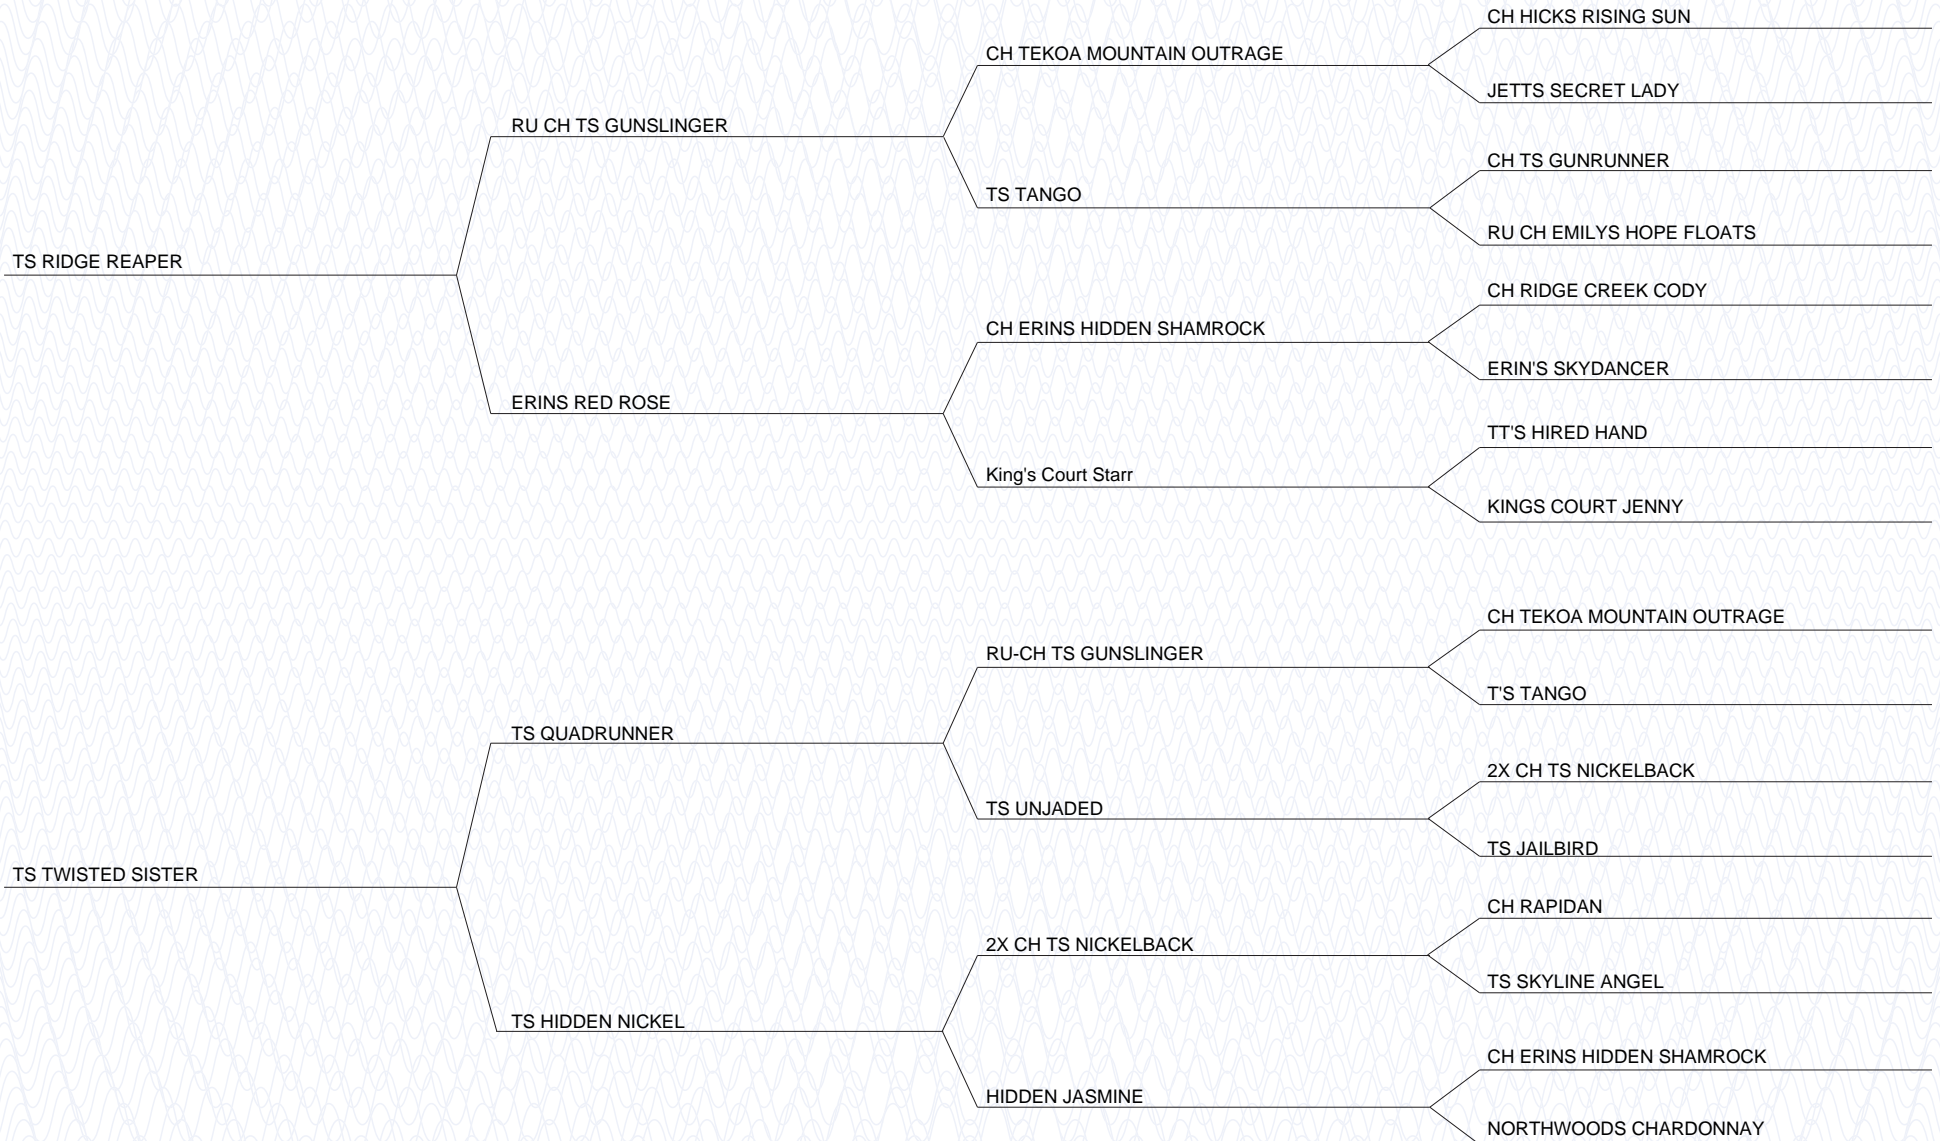 CH HICKS RISING SUN
CH TEKOA MOUNTAIN OUTRAGE
JETTS SECRET LADY
RU CH TS GUNSLINGER
CH TS GUNRUNNER
TS TANGO
RU CH EMILYS HOPE FLOATS
TS RIDGE REAPER
CH RIDGE CREEK CODY
CH ERINS HIDDEN SHAMROCK
ERIN'S SKYDANCER
ERINS RED ROSE
TT'S HIRED HAND
King's Court Starr
KINGS COURT JENNY
CH TEKOA MOUNTAIN OUTRAGE
RU-CH TS GUNSLINGER
T'S TANGO
TS QUADRUNNER
2X CH TS NICKELBACK
TS UNJADED
TS JAILBIRD
TS TWISTED SISTER
CH RAPIDAN
2X CH TS NICKELBACK
TS SKYLINE ANGEL
TS HIDDEN NICKEL
CH ERINS HIDDEN SHAMROCK
HIDDEN JASMINE
NORTHWOODS CHARDONNAY